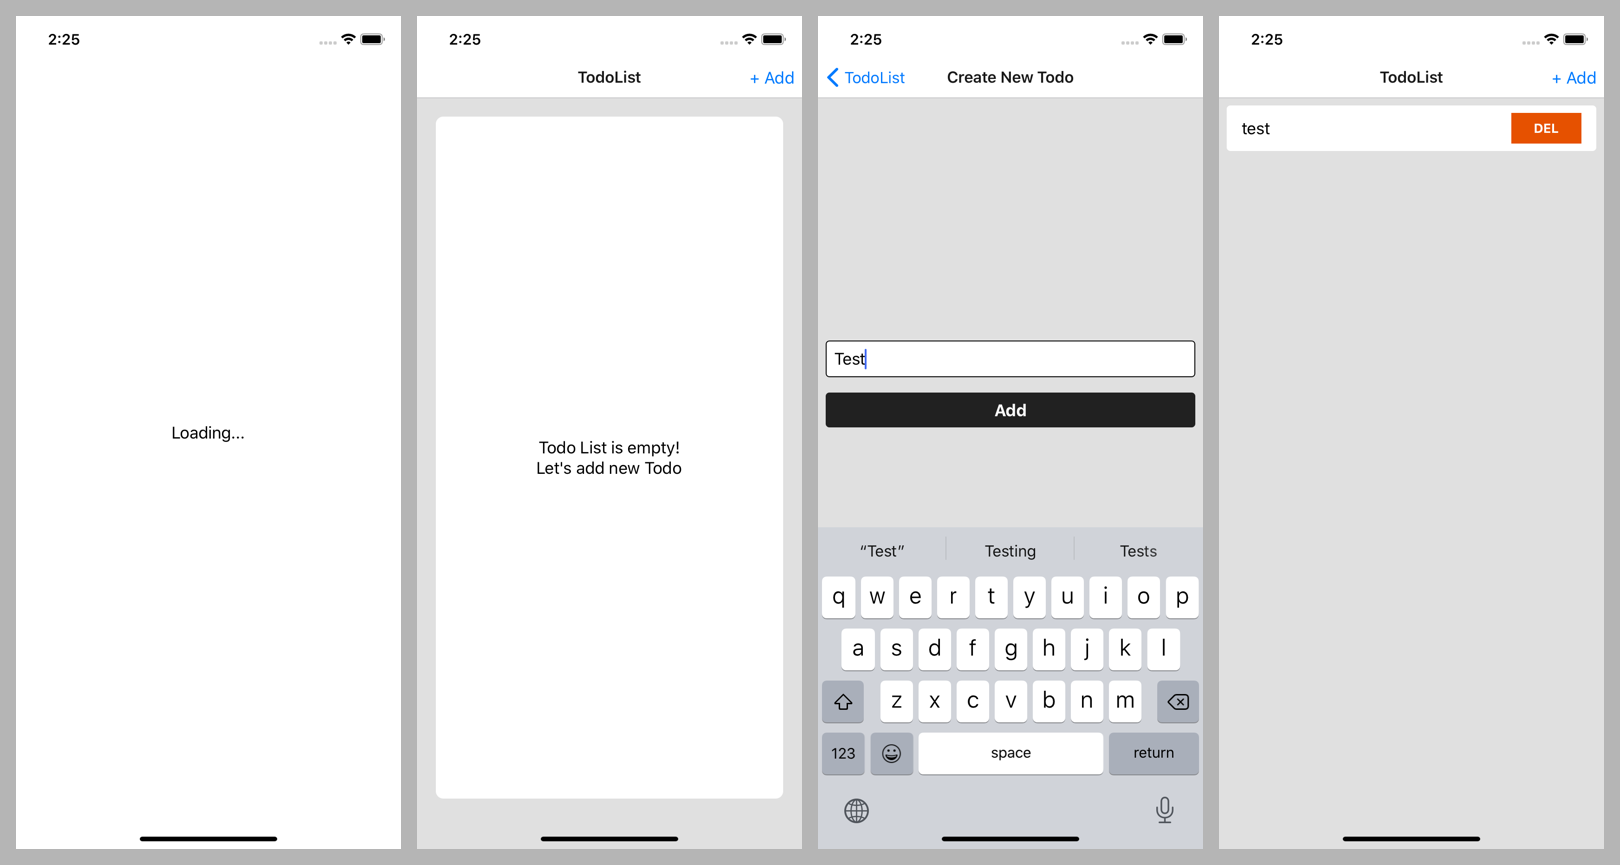 2:25
Loading...
2:25
TodoList
+ Add
Todo List is empty!
Let's add new Todo
2:25
TodoList
Create New Todo
Test
Add
“Test”
Testing
Tests
q w e r t y u i o p
a s d f g h j k l
z x c v b n m
123
space
return
2:25
TodoList
+ Add
test
DEL